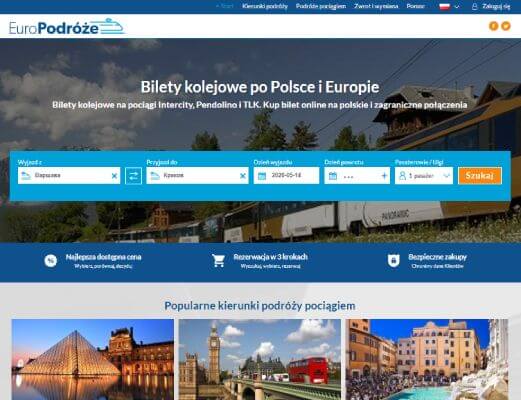 Start
Kierunki podróży
Podróże pociągiem
Zwrot i wymiana
Pomoc
Zaloguj się
EuroPodróże
Bilety kolejowe po Polsce i Europie
Bilety kolejowe na pociągi Intercity, Pendolino i TLK. Kup bilet online na polskie i zagraniczne połączenia
Wyjazd z
Przyjazd do
Dzień wyjazdu
Dzień powrotu
Pasażerowie / Ulgi
Варшава
Краков
2020-05-14
1 pasażer
Szukaj
PANORAMIC
Najlepsza dostępna cena
Wybierz, porównaj, decyduj
Rezerwacja w 3 krokach
Wyszukaj, wybierz, rezerwuj
Bezpieczne zakupy
Chronimy dane Klientów
Popularne kierunki podróży pociągiem